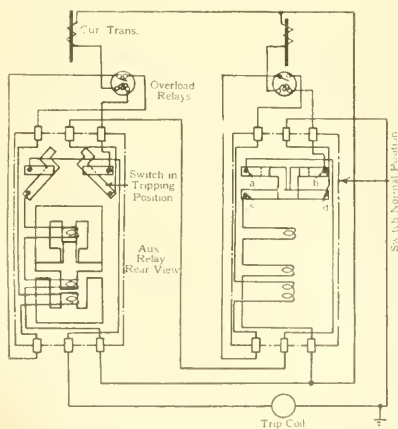 Cur Trans.
Overload
Relays
Switch in
Tripping
Position
Aux
Relay
Rear View
a
b
c
d
Switch Normal Position
Trip Coil